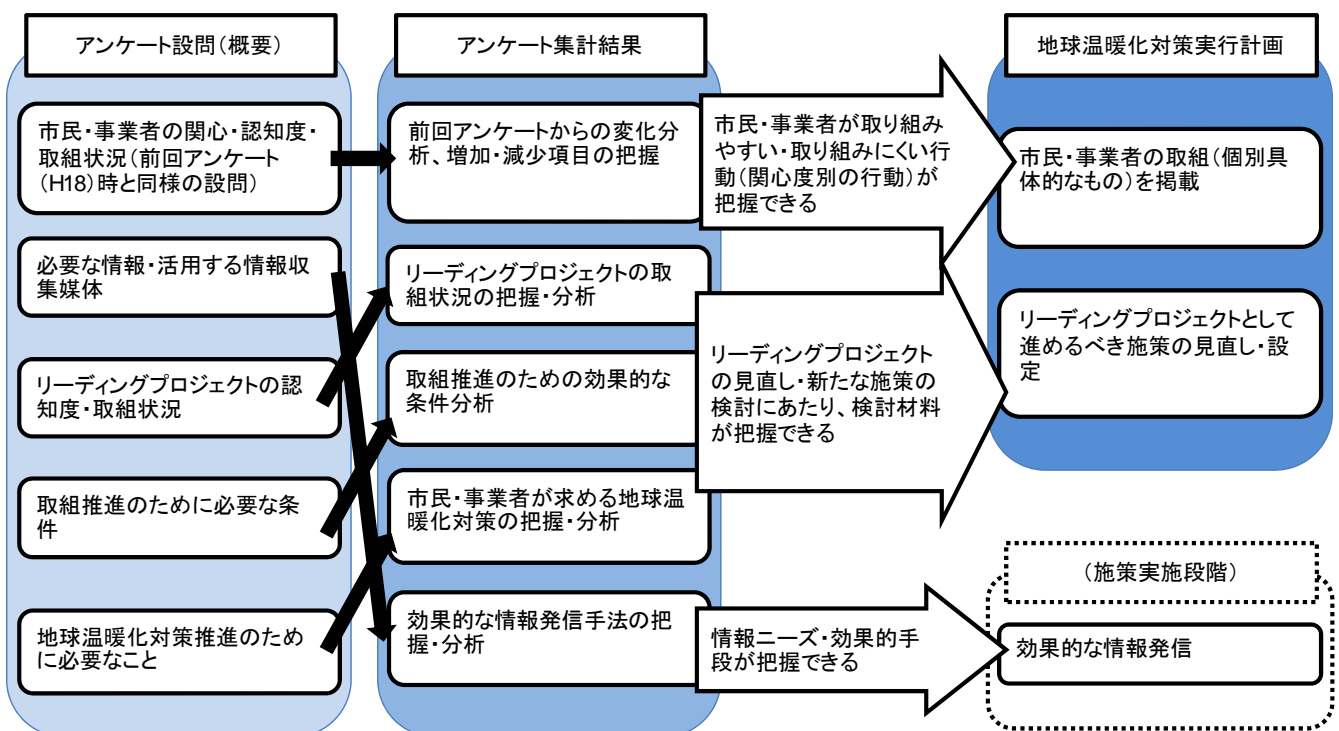 アンケート設問（概要）
市民・事業者の関心・認知度・
取組状況（前回アンケート
（H18）時と同様の設問）
必要な情報・活用する情報収
集媒体
リーディングプロジェクトの認
知度・取組状況
取組推進のために必要な条
件
地球温暖化対策推進のため
に必要なこと
アンケート集計結果
前回アンケートからの変化分
析、増加・減少項目の把握
リーディングプロジェクトの取
組状況の把握・分析
取組推進のための効果的な
条件分析
市民・事業者が求める地球温
暖化対策の把握・分析
効果的な情報発信手法の把
握・分析
市民・事業者が取り組み
やすい・取り組みにくい行
動（関心度別の行動）が
把握できる
リーディングプロジェクト
の見直し・新たな施策の
検討にあたり、検討材料
が把握できる
情報ニーズ・効果的手
段が把握できる
地球温暖化対策実行計画
市民・事業者の取組（個別具
体的なもの）を掲載
リーディングプロジェクトとして
進めるべき施策の見直し・設
定
（施策実施段階）
効果的な情報発信